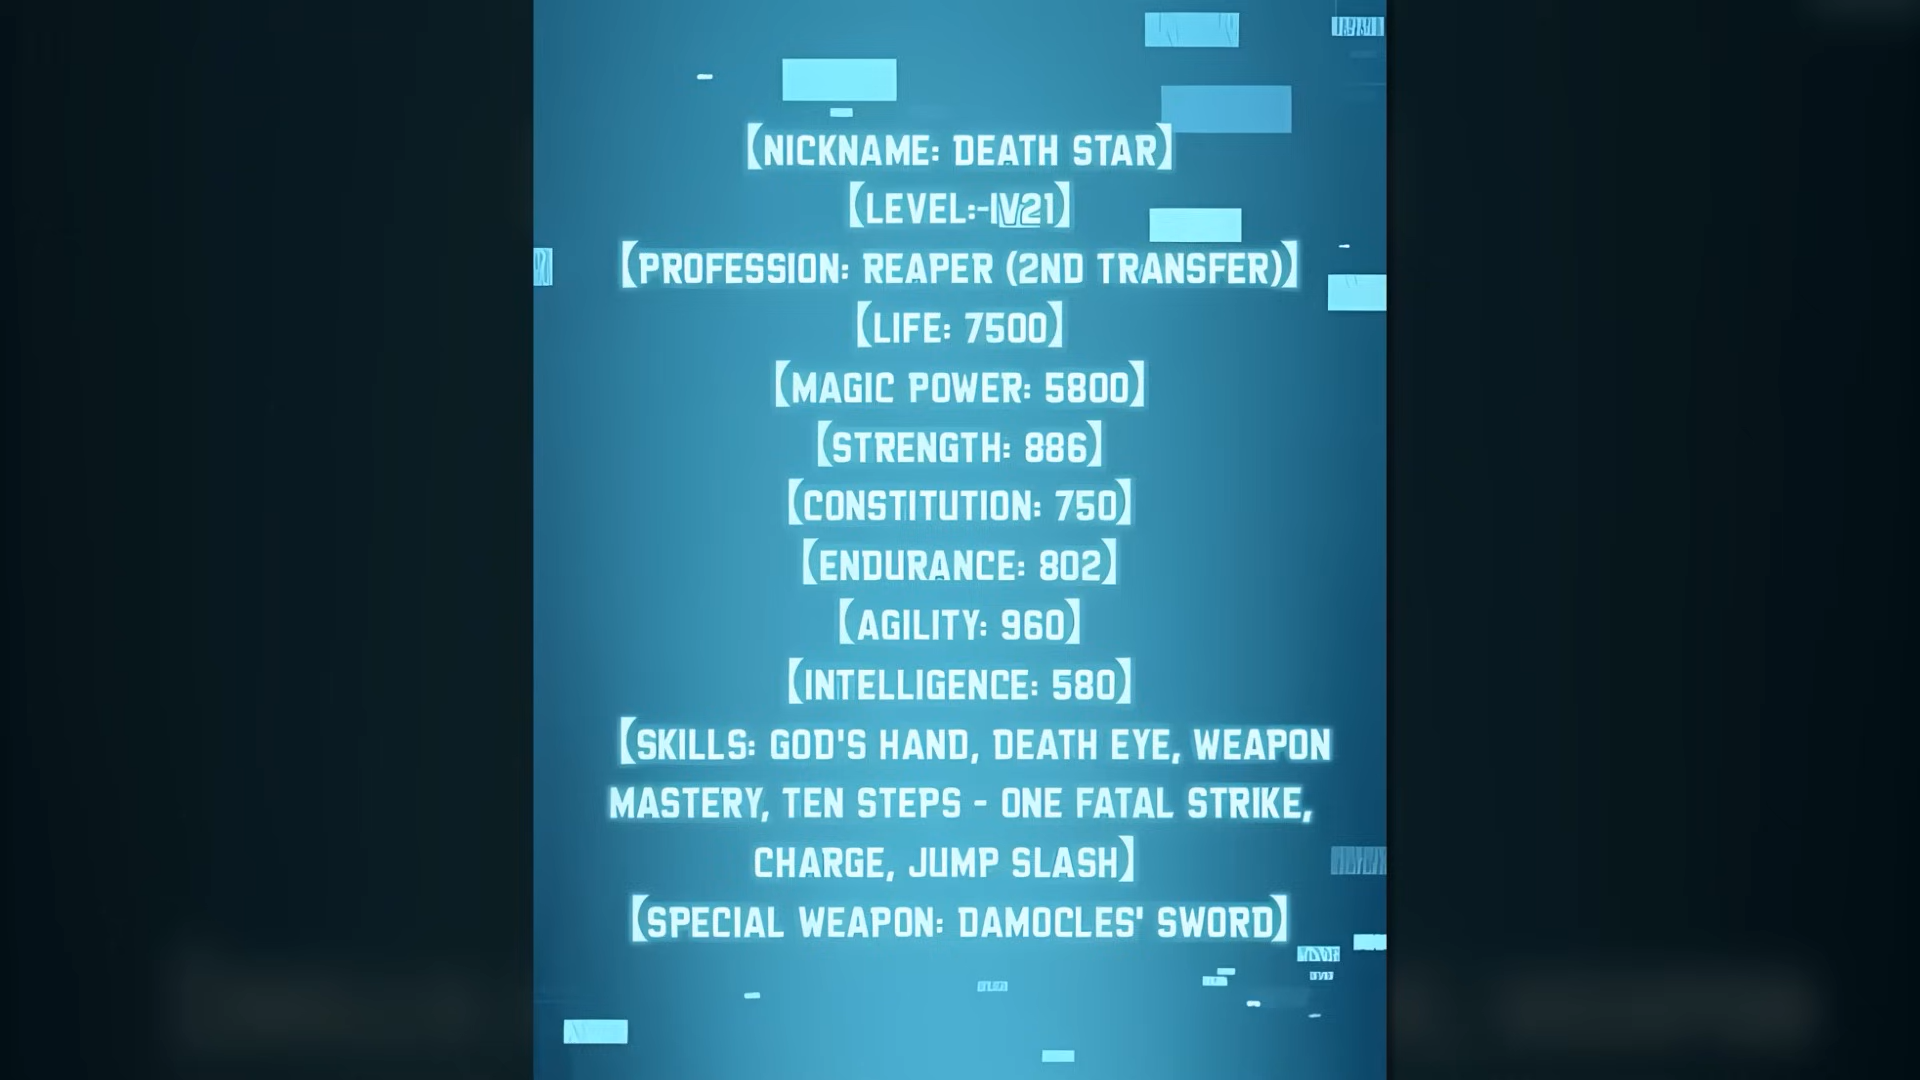 【NICKNAME: DEATH STAR】
【LEVEL:-LV21】
【PROFESSION: REAPER (2ND TRANSFER)】
【LIFE: 7500】
【MAGIC POWER: 5800】
【STRENGTH: 886】
【CONSTITUTION: 750】
【ENDURANCE: 802】
【AGILITY: 960】
【INTELLIGENCE: 580】
【SKILLS: GOD'S HAND, DEATH EYE, WEAPON
MASTERY, TEN STEPS - ONE FATAL STRIKE,
CHARGE, JUMP SLASH】
【SPECIAL WEAPON: DAMOCLES' SWORD】